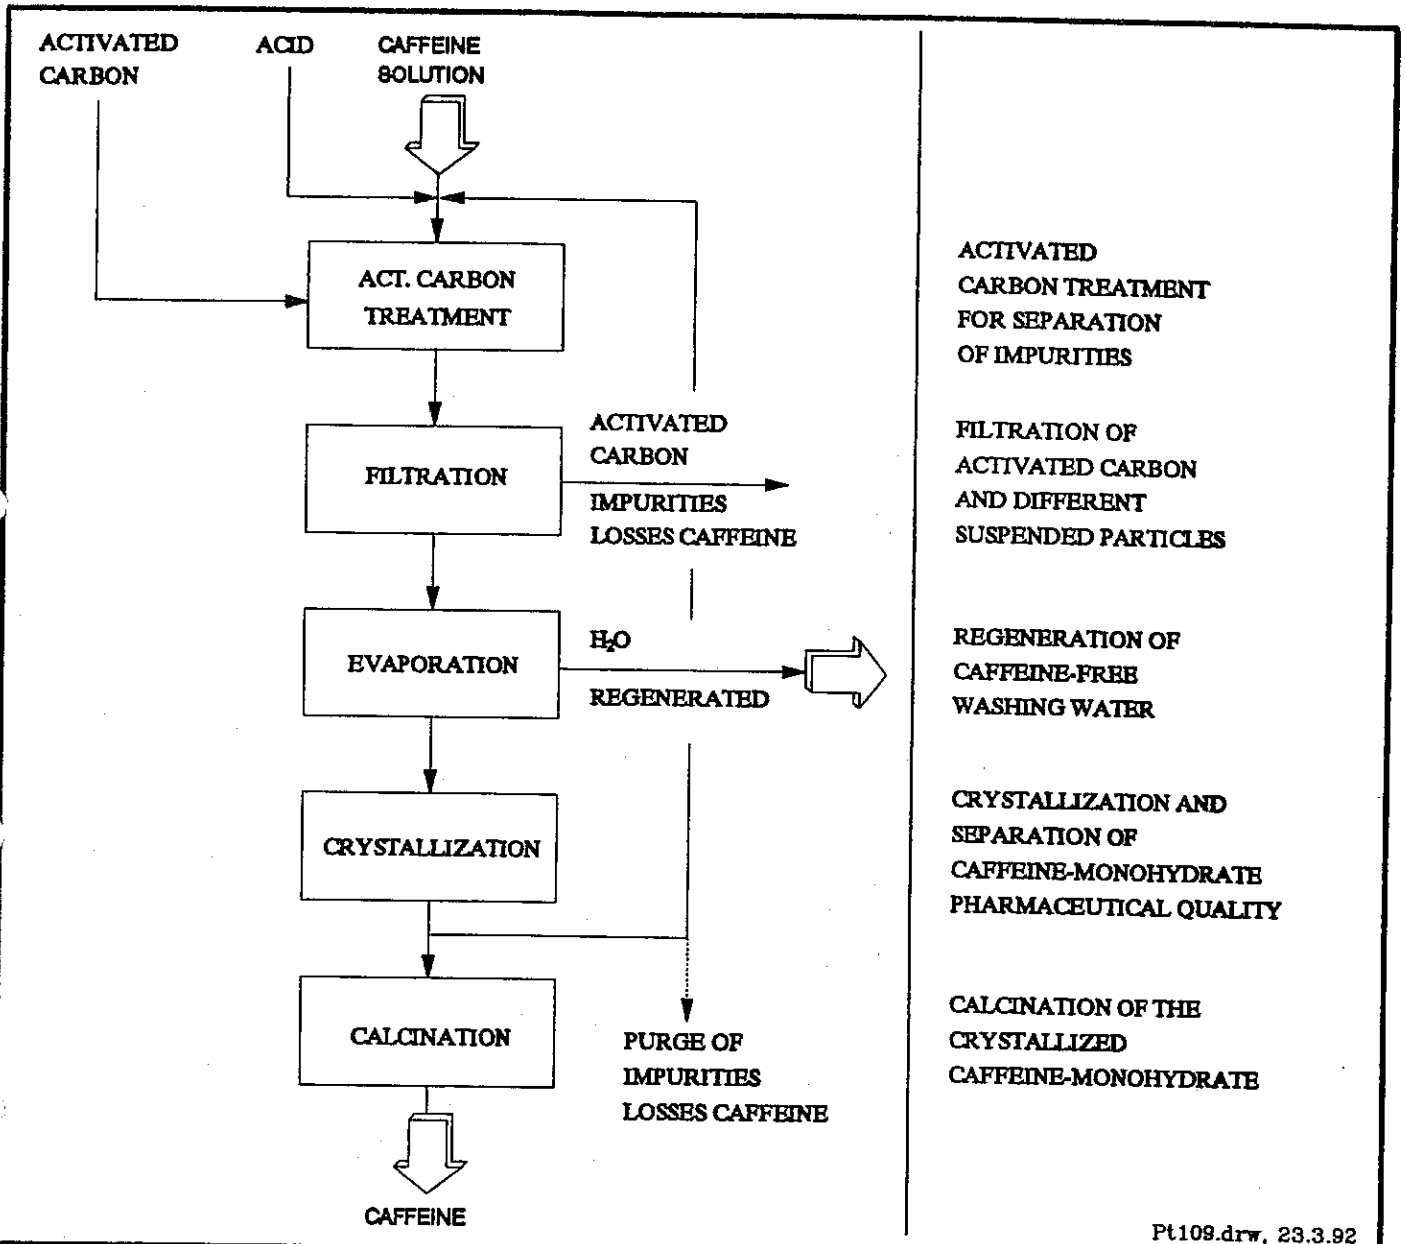 ACTIVATED
CARBON
ACID
CAFFEINE
SOLUTION
ACT. CARBON
TREATMENT
ACTIVATED
CARBON TREATMENT
FOR SEPARATION
OF IMPURITIES
FILTRATION
ACTIVATED
CARBON
IMPURITIES
LOSSES CAFFEINE
FILTRATION OF
ACTIVATED CARBON
AND DIFFERENT
SUSPENDED PARTICLES
EVAPORATION
H₂O
REGENERATED
REGENERATION OF
CAFFEINE-FREE
WASHING WATER
CRYSTALLIZATION
CRYSTALLIZATION AND
SEPARATION OF
CAFFEINE-MONOHYDRATE
PHARMACEUTICAL QUALITY
CALCINATION
PURGE OF
IMPURITIES
LOSSES CAFFEINE
CALCINATION OF THE
CRYSTALLIZED
CAFFEINE-MONOHYDRATE
CAFFEINE
Pt109.drw, 23.3.92